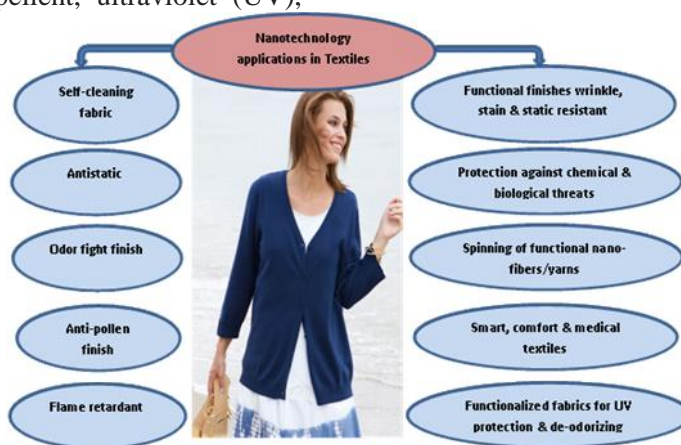 pellent, ultraviolet (UV),
Nanotechnology
applications in Textiles
Self-cleaning
fabric
Antistatic
Odor fight finish
Anti-pollen
finish
Flame retardant
Functional finishes wrinkle,
stain & static resistant
Protection against chemical &
biological threats
Spinning of functional nano-
fibers/yarns
Smart, comfort & medical
textiles
Functionalized fabrics for UV
protection & de-odorizing